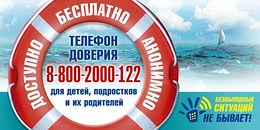 ДОСТУПНО
БЕСПЛАТНО
АНОНИМНО
ТЕЛЕФОН
ДОВЕРИЯ
8-800-2000-122
для детей, подростков
и их родителей
БЕЗВЫХОДНЫХ
СИТУАЦИЙ
НЕ БЫВАЕТ!